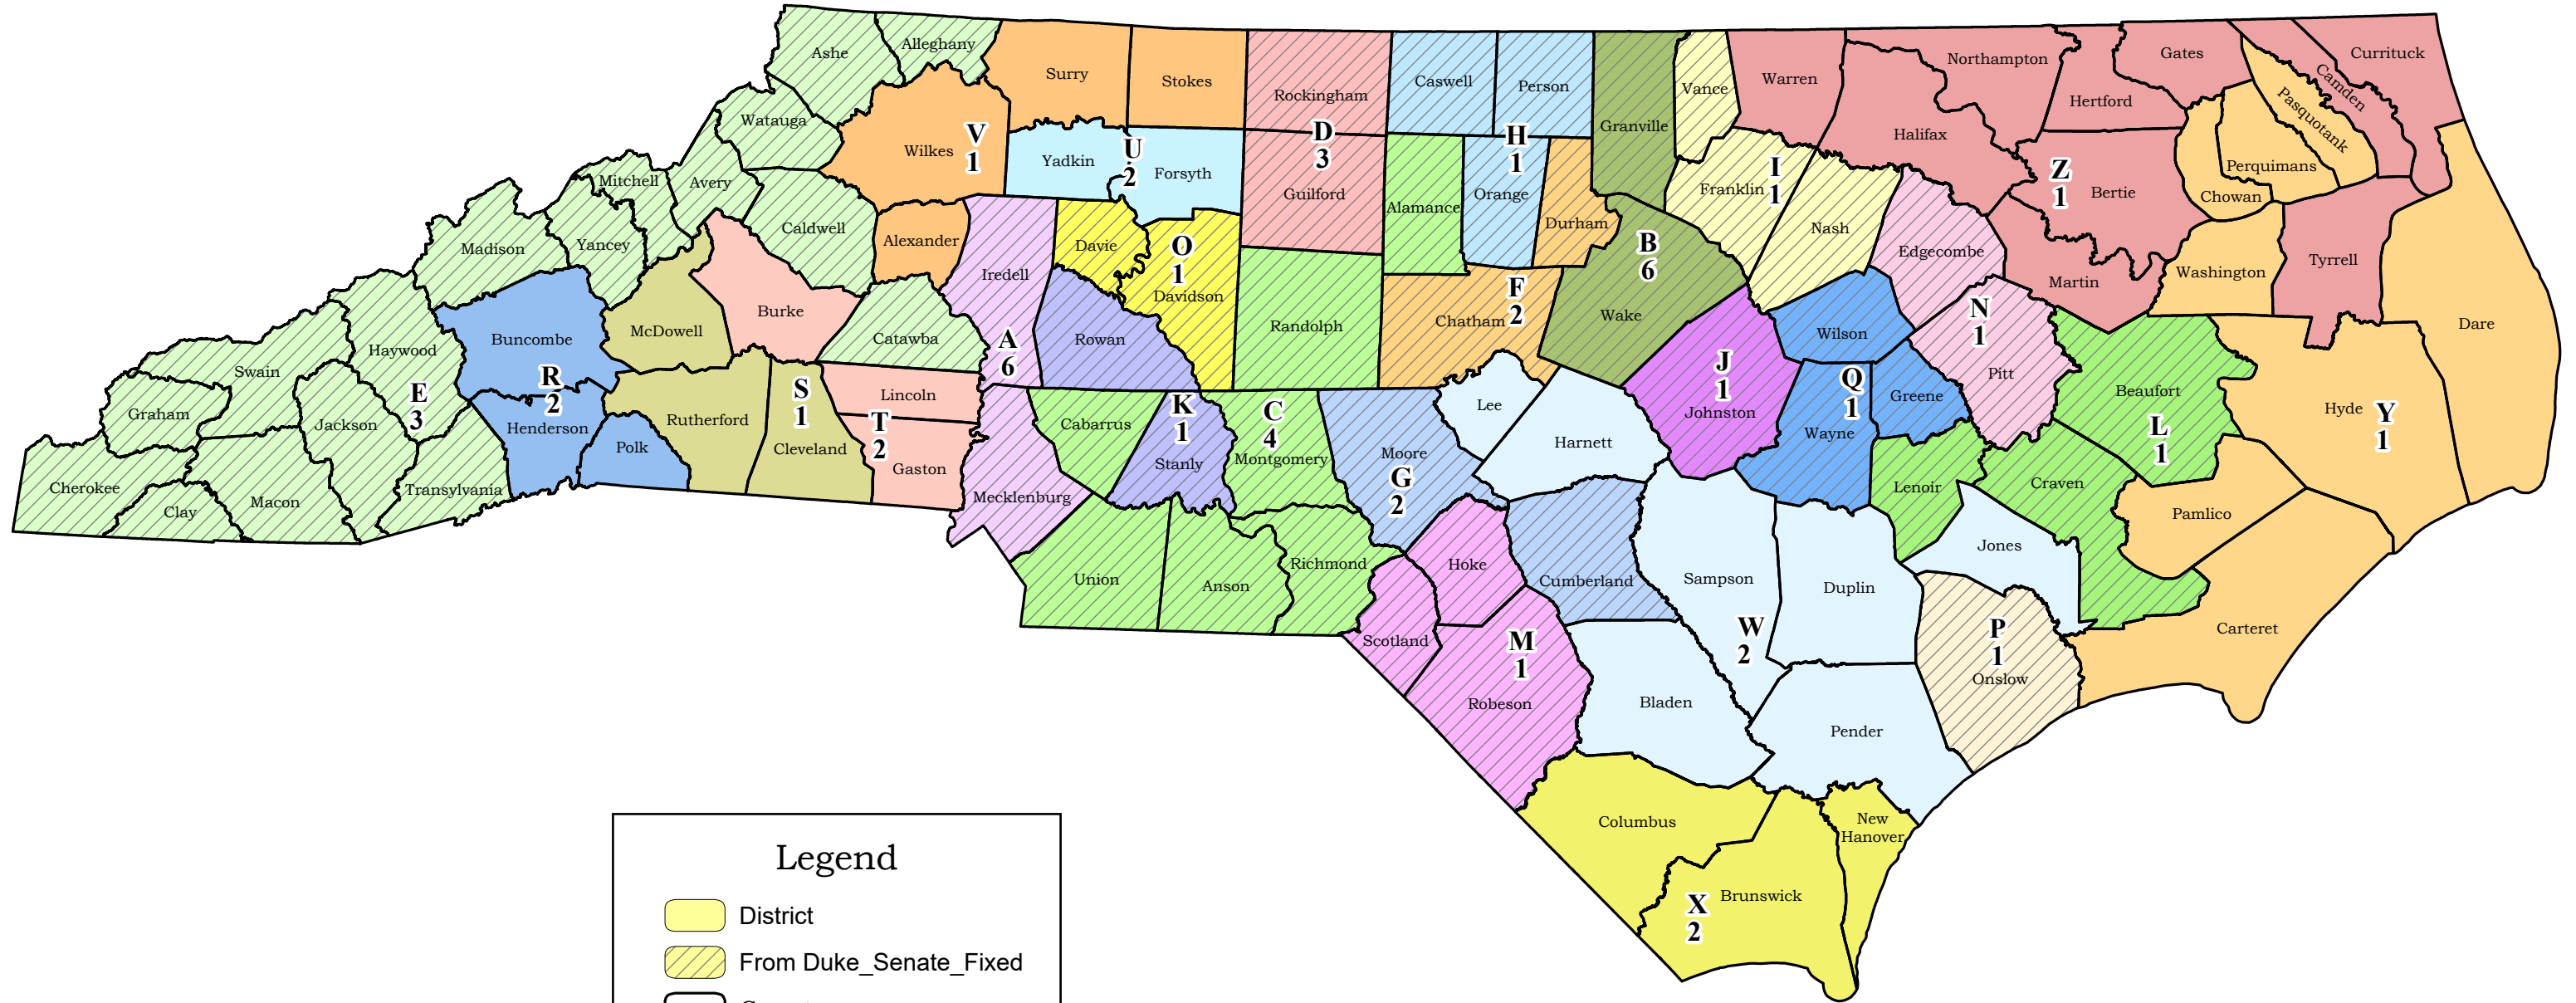 Ashe
Alleghany
Surry
Stokes
Rockingham
Caswell
Person
Granville
Vance
Warren
Northampton
Gates
Currituck
Camden
Pasquotank
Hertford
Halifax
Perquimans
Chowan
Bertie
Z
1
Watauga
Wilkes
V
1
Yadkin
U
2
Forsyth
D
3
Guilford
H
1
Alamance
Orange
Durham
Franklin
I
1
Nash
Edgecombe
Martin
Washington
Tyrrell
Dare
Mitchell
Avery
Caldwell
Alexander
Iredell
Davie
O
1
Davidson
Randolph
Chatham
F
2
B
6
Wake
Madison
Yancey
Buncombe
McDowell
Burke
Catawba
A
6
Rowan
J
1
Johnston
Wilson
N
1
Pitt
Q
1
Greene
Wayne
Beaufort
L
1
Hyde
Y
1
Swain
Haywood
Graham
Jackson
E
3
R
2
Henderson
Polk
Rutherford
S
1
Cleveland
Lincoln
T
2
Gaston
Mecklenburg
Cabarrus
K
1
Stanly
C
4
Montgomery
Moore
G
2
Lee
Harnett
Lenoir
Craven
Pamlico
Jones
Carteret
Cherokee
Clay
Macon
Transylvania
Union
Anson
Richmond
Hoke
Scotland
Cumberland
Sampson
Duplin
W
2
P
1
Onslow
M
1
Robeson
Bladen
Pender
Columbus
New
Hanover
Brunswick
X
2
Legend
District
From Duke_Senate_Fixed